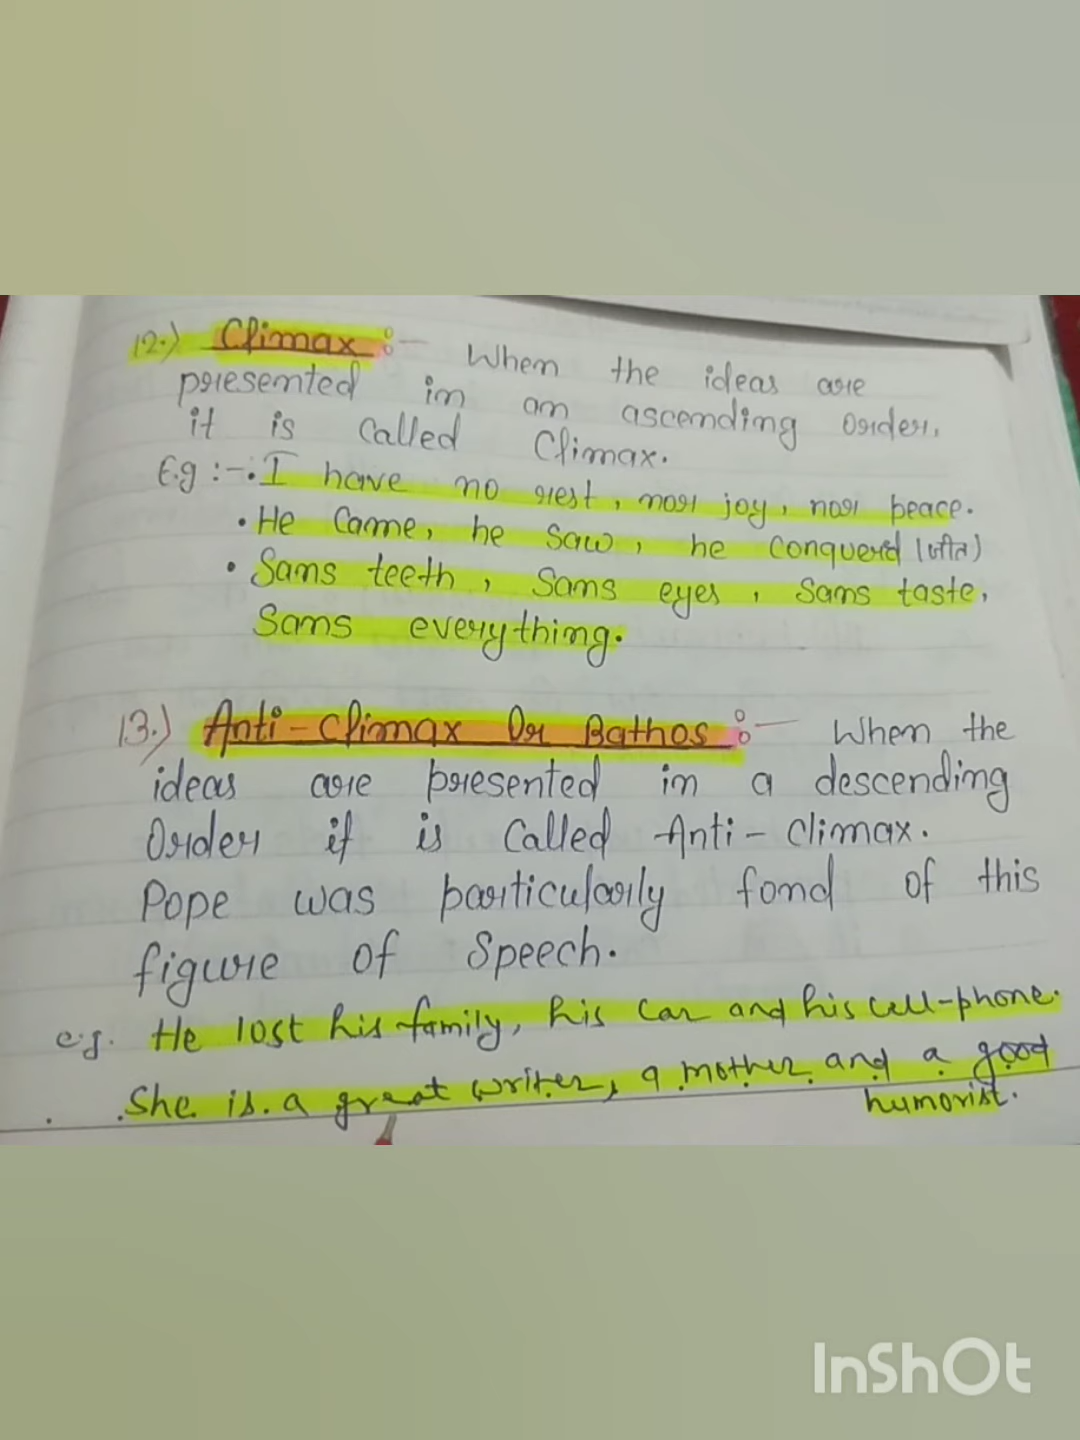 12.) Climax :- When the ideas are
presented in an ascending order.
it is called Climax.
E.g :- • I have no rest, nor joy, nor peace.
• He Came, he Saw, he Conquered (जीत)
• Sans teeth, Sans eyes, Sans taste,
Sans everything.
13.) Anti-Climax Or Bathos :- When the
ideas are presented in a descending
Order it is Called Anti-Climax.
Pope was particularly fond of this
figure of Speech.
e.g. He lost his family, his car and his cell-phone.
. She is a great writer, a mother and a good
humorist.
InShOt